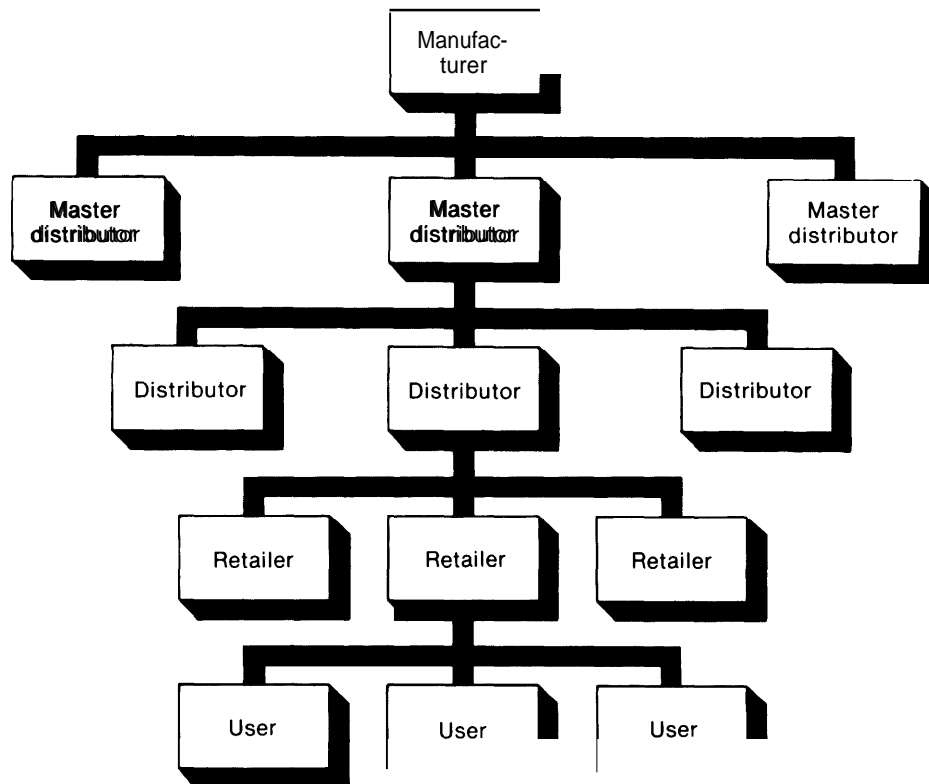 Manufac-
turer
Master
distributor
Master
distributor
Master
distributor
Distributor
Distributor
Distributor
Retailer
Retailer
Retailer
User
User
User